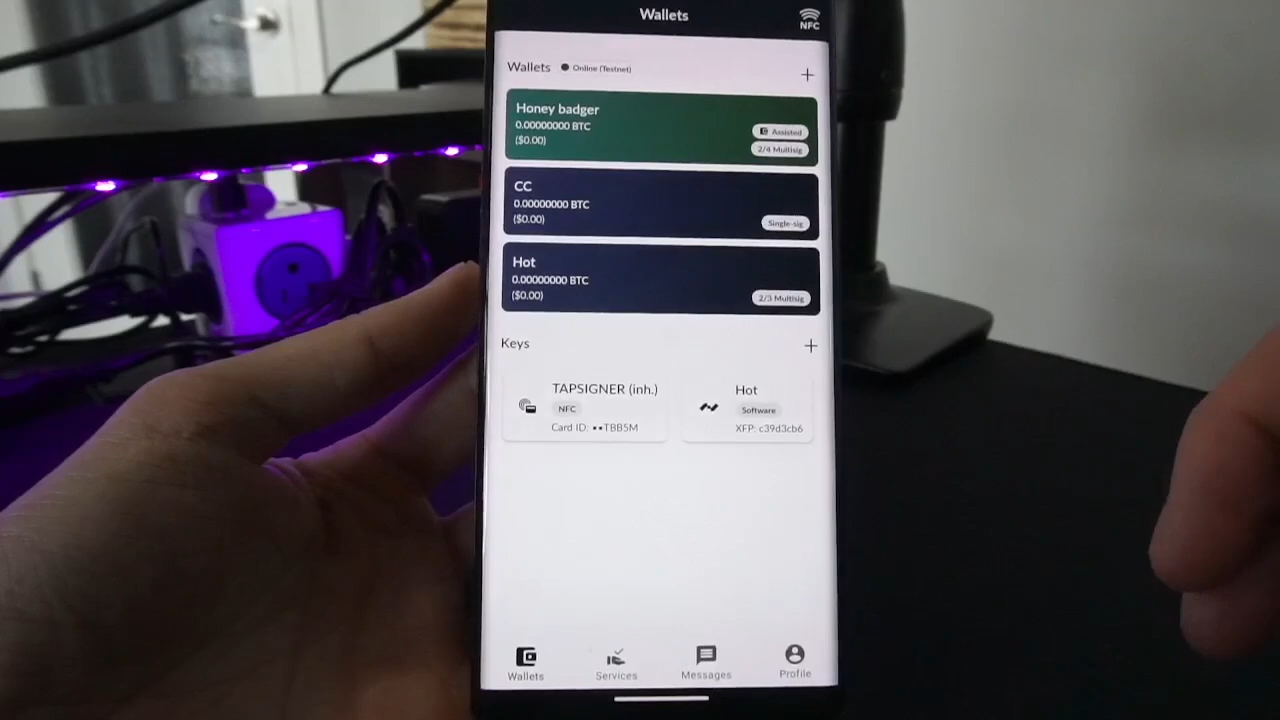 Wallets
NFC
Wallets
Online (Testnet)
Honey badger
0.00000000 BTC
($0.00)
Assisted
2/4 Multisig
CC
0.00000000 BTC
($0.00)
Single-sig
Hot
0.00000000 BTC
($0.00)
2/3 Multisig
Keys
TAPSIGNER (inh.)
NFC
Card ID: ••TBB5M
Hot
Software
XFP: c39d3cb6
Wallets
Services
Messages
Profile